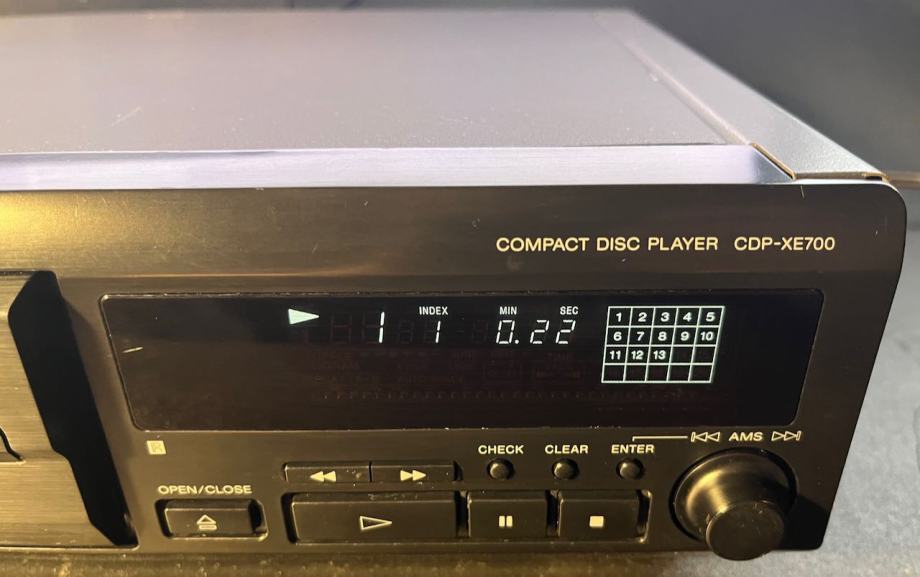 COMPACT DISC PLAYER CDP-XE700
INDEX MIN SEC
1 1 0.22
1 2 3 4 5
6 7 8 9 10
11 12 13
AMS
CHECK CLEAR ENTER
OPEN/CLOSE